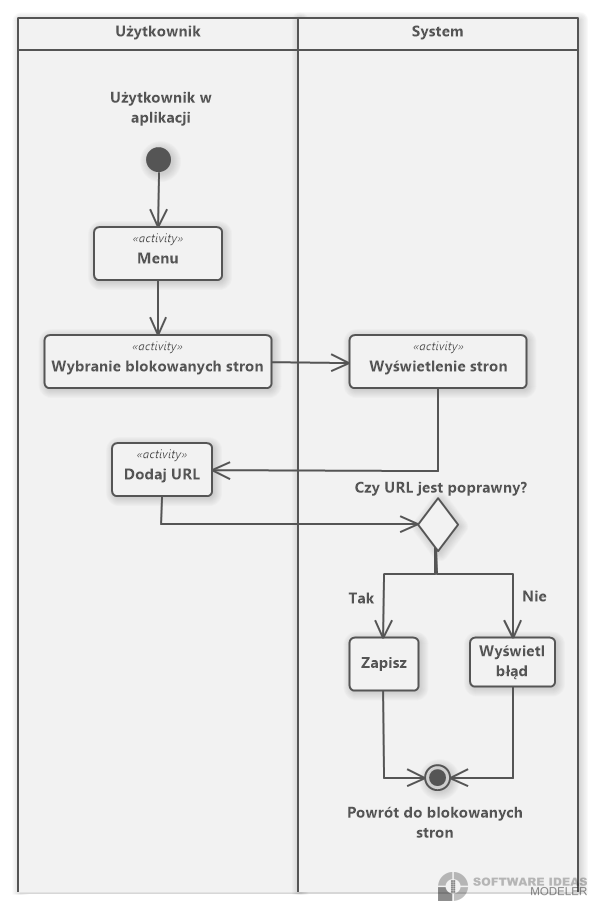 Użytkownik
System
Użytkownik w
aplikacji
«activity»
Menu
«activity»
Wybranie blokowanych stron
«activity»
Wyświetlenie stron
«activity»
Dodaj URL
Czy URL jest poprawny?
Tak
Nie
Zapisz
Wyświetl
błąd
Powrót do blokowanych
stron
SOFTWARE IDEAS
MODELER